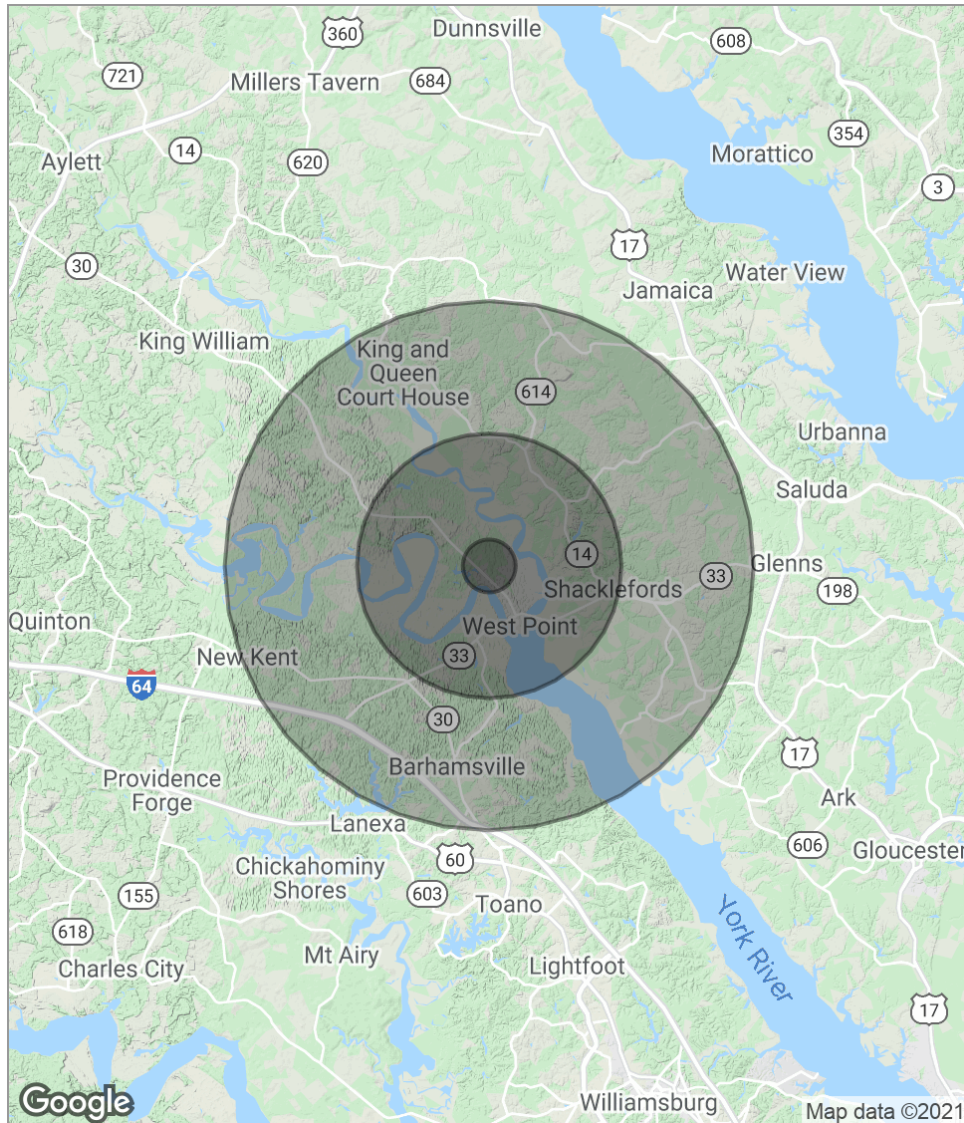 Dunnsville
360
608
721
Millers Tavern
684
354
14
Morattico
Aylett
620
3
17
30
Water View
Jamaica
King William
King and
Queen
Court House
614
Urbanna
Saluda
14
Glenns
33
Shacklefords
198
Quinton
West Point
New Kent
33
64
30
17
Barhamsville
Providence
Forge
Ark
Lanexa
606
Gloucester
60
Chickahominy
Shores
155
603
Toano
618
York River
Mt Airy
Charles City
Lightfoot
17
Google
Williamsburg
Map data ©2021